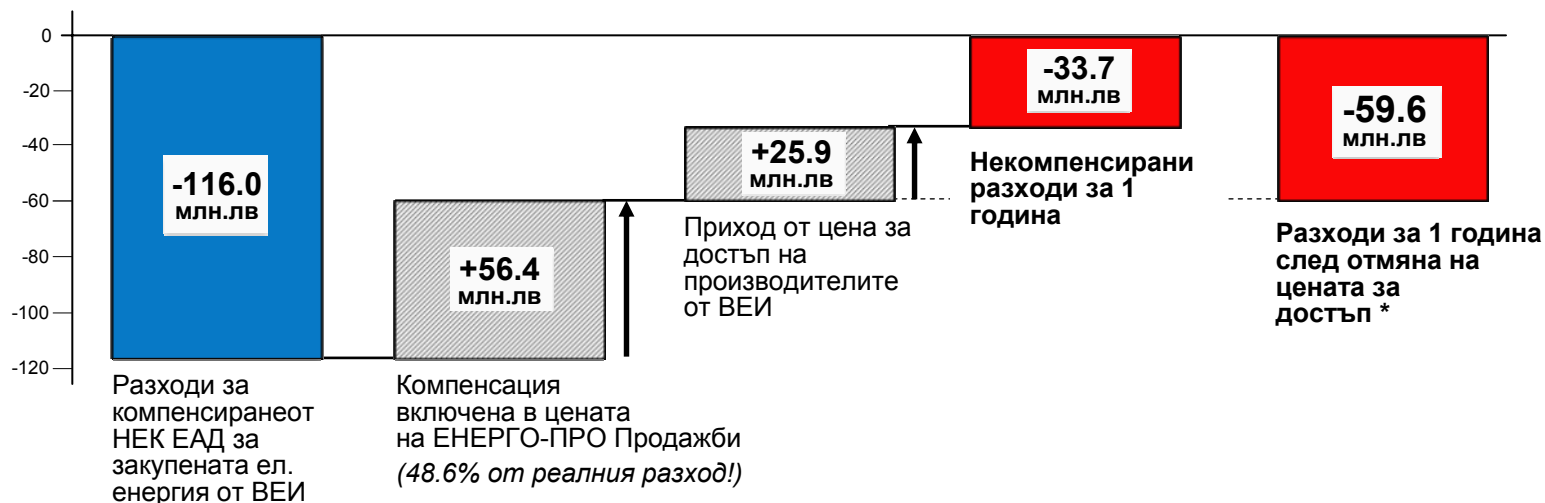 0
-20
-40
-60
-80
-100
-120
-116.0
млн.лв
Разходи за
компенсиранеот
НЕК ЕАД за
закупената ел.
енергия от ВЕИ
+56.4
млн.лв
Компенсация
включена в цената
на ЕНЕРГО-ПРО Продажби
(48.6% от реалния разход!)
+25.9
млн.лв
Приход от цена за
достъп на
производителите
от ВЕИ
-33.7
млн.лв
Некомпенсирани
разходи за 1
година
-59.6
млн.лв
Разходи за 1 година
след отмяна на
цената за
достъп *